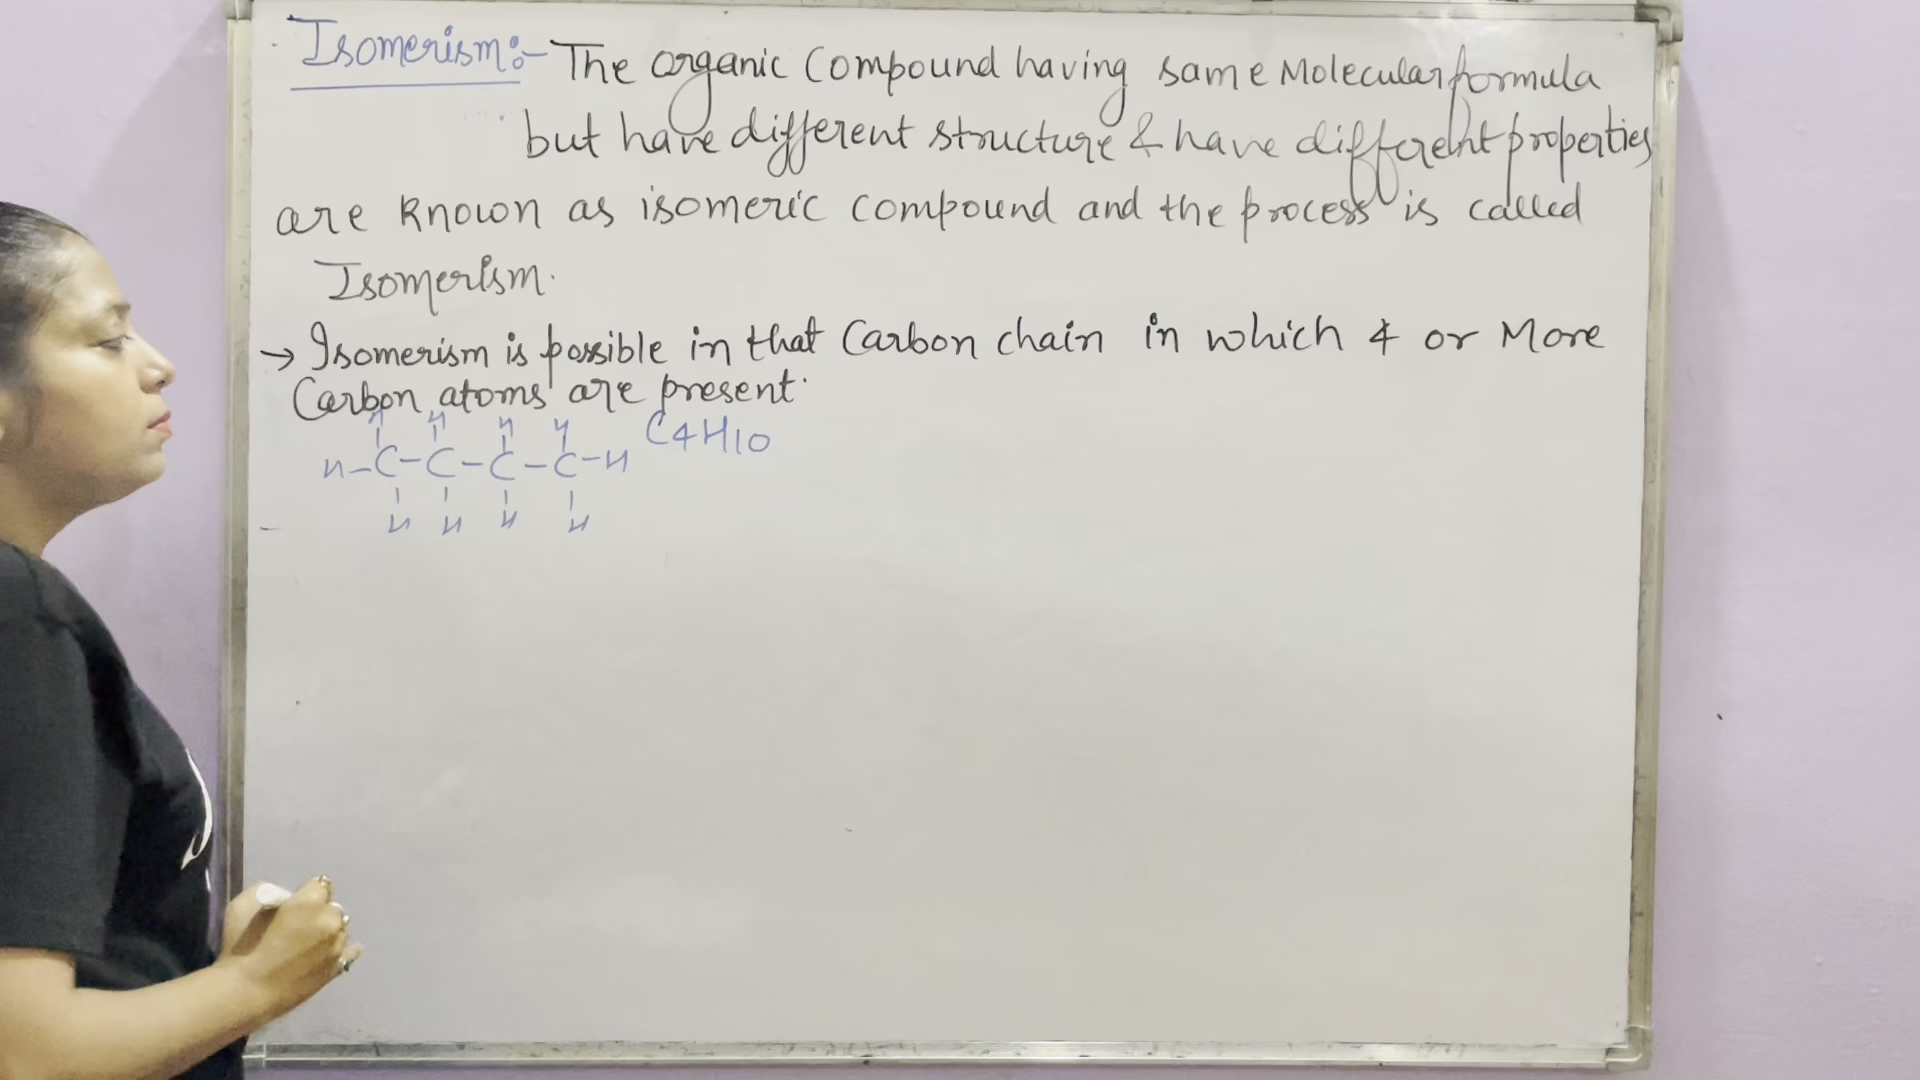 Isomerism:- The organic Compound having same Molecular formula
but have different structure & have different properties
are known as isomeric compound and the process is called
Isomerism.
→ Isomerism is possible in that Carbon chain in which 4 or More
Carbon atoms are present.
H H H H C4H10
H-C-C-C-C-H
H H H H